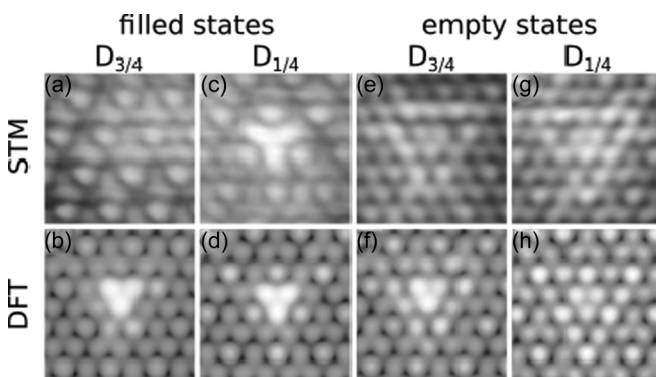 filled states empty states
D3/4 D1/4 D3/4 D1/4
STM
(a) (c) (e) (g)
DFT
(b) (d) (f) (h)